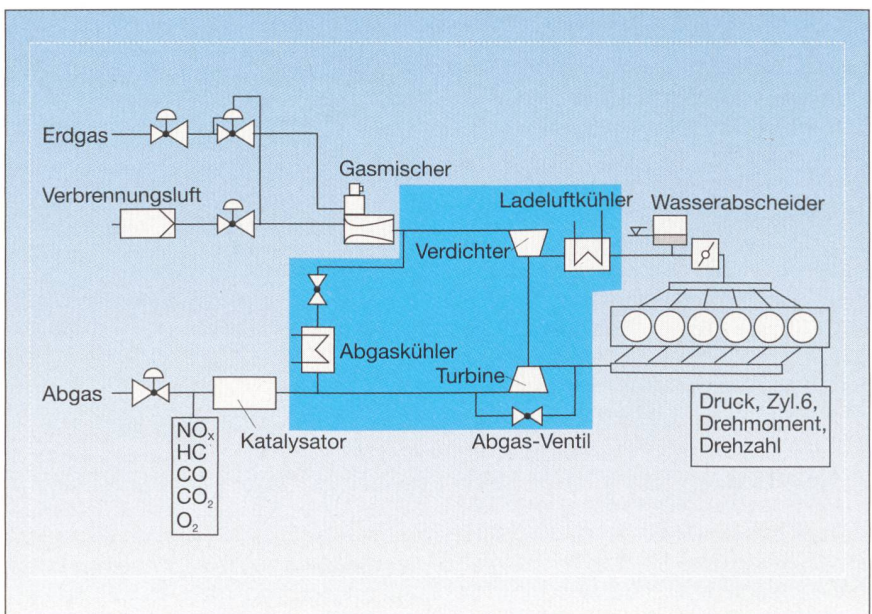 Erdgas
Gasmischer
Verbrennungsluft
Ladeluftkühler
Wasserabscheider
Verdichter
Abgaskühler
Turbine
Abgas
Katalysator
Abgas-Ventil
NOₓ
HC
CO
CO₂
O₂
Druck, Zyl.6,
Drehmoment,
Drehzahl